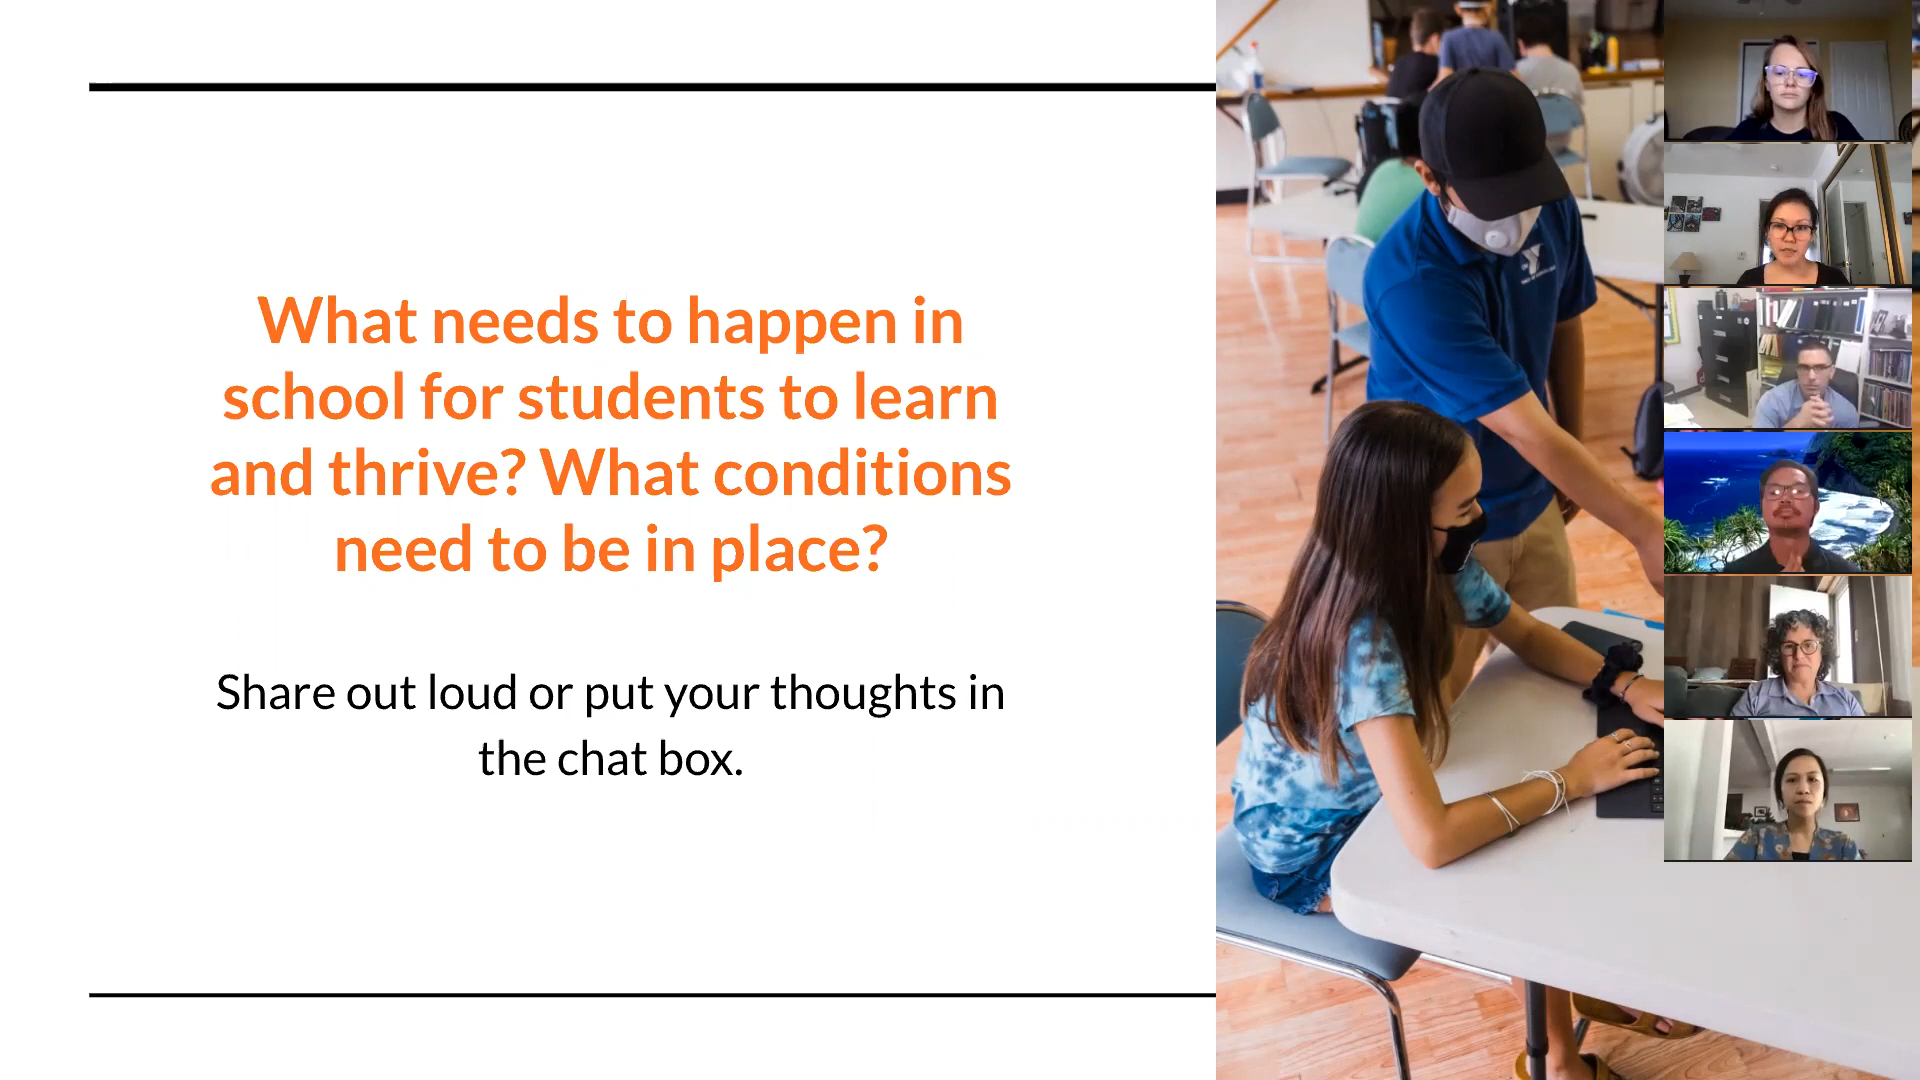 What needs to happen in
school for students to learn
and thrive? What conditions
need to be in place?
Share out loud or put your thoughts in
the chat box.